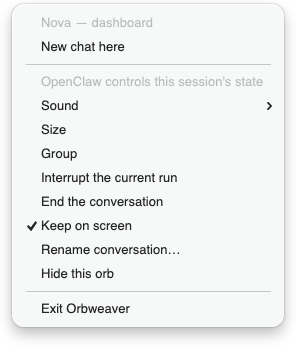 Nova — dashboard
New chat here
OpenClaw controls this session's state
Sound
Size
Group
Interrupt the current run
End the conversation
Keep on screen
Rename conversation…
Hide this orb
Exit Orbweaver